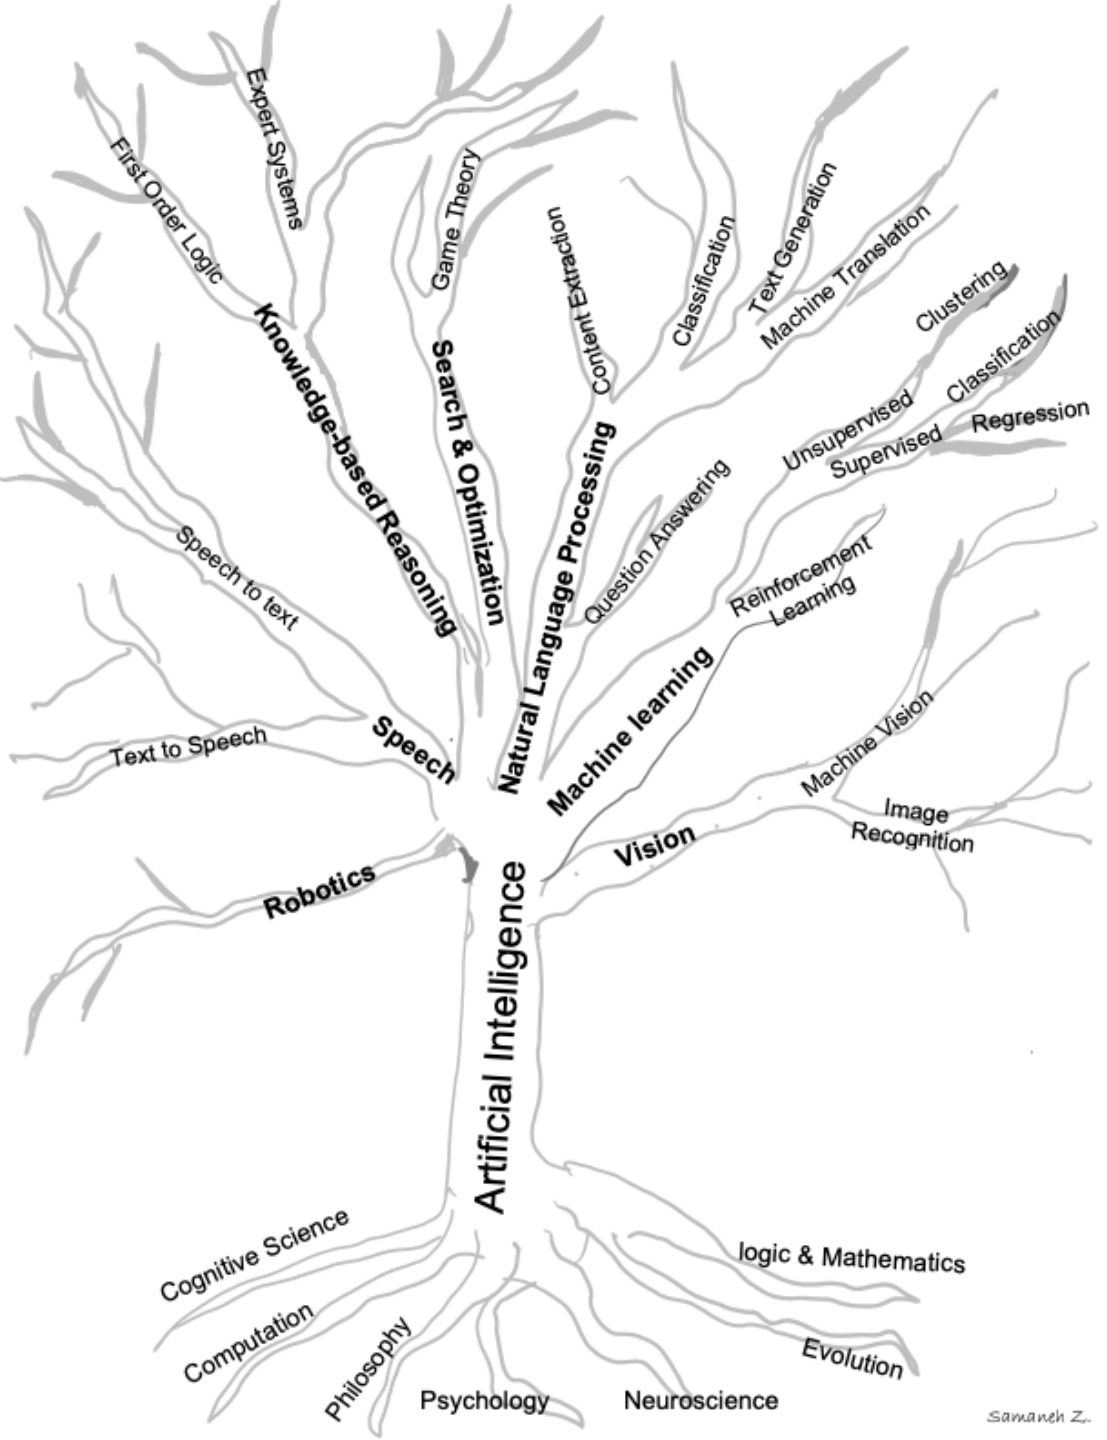 Expert Systems
First Order Logic
Knowledge-based Reasoning
Game Theory
Search & Optimization
Content Extraction
Classification
Text Generation
Machine Translation
Natural Language Processing
Question Answering
Clustering
Classification
Regression
Unsupervised
Supervised
Reinforcement
Learning
Machine learning
Speech to text
Text to Speech
Speech
Machine Vision
Image
Recognition
Vision
Robotics
Artificial Intelligence
Cognitive Science
Computation
Philosophy
Psychology
Neuroscience
Evolution
logic & Mathematics
Samaneh Z.